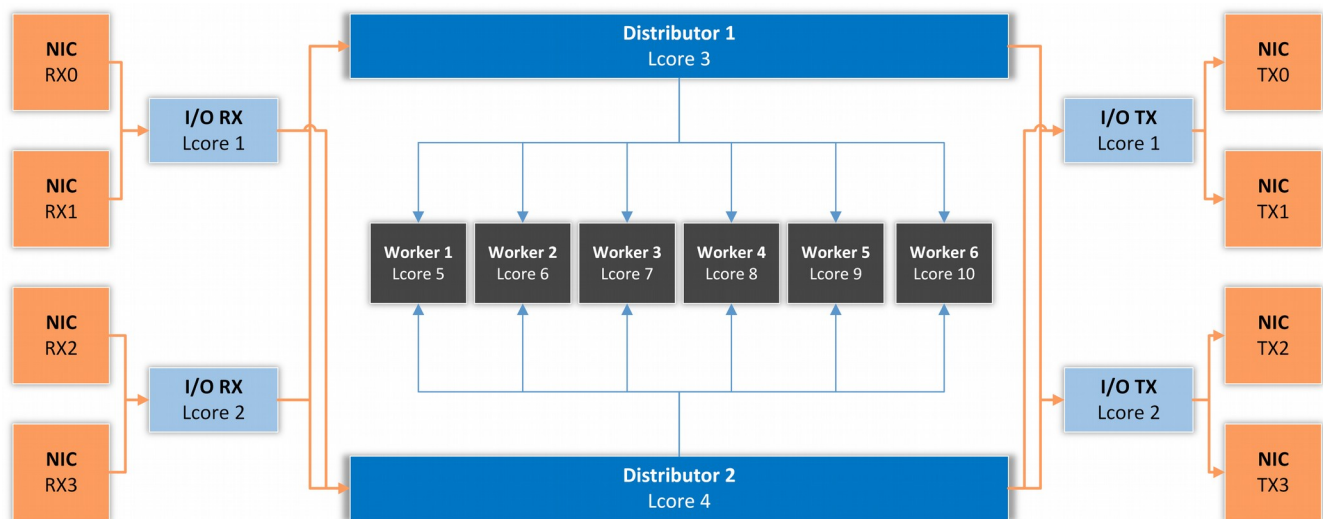 NIC
RX0
NIC
RX1
I/O RX
Lcore 1
NIC
RX2
NIC
RX3
I/O RX
Lcore 2
Distributor 1
Lcore 3
Worker 1
Lcore 5
Worker 2
Lcore 6
Worker 3
Lcore 7
Worker 4
Lcore 8
Worker 5
Lcore 9
Worker 6
Lcore 10
Distributor 2
Lcore 4
I/O TX
Lcore 1
NIC
TX0
NIC
TX1
I/O TX
Lcore 2
NIC
TX2
NIC
TX3